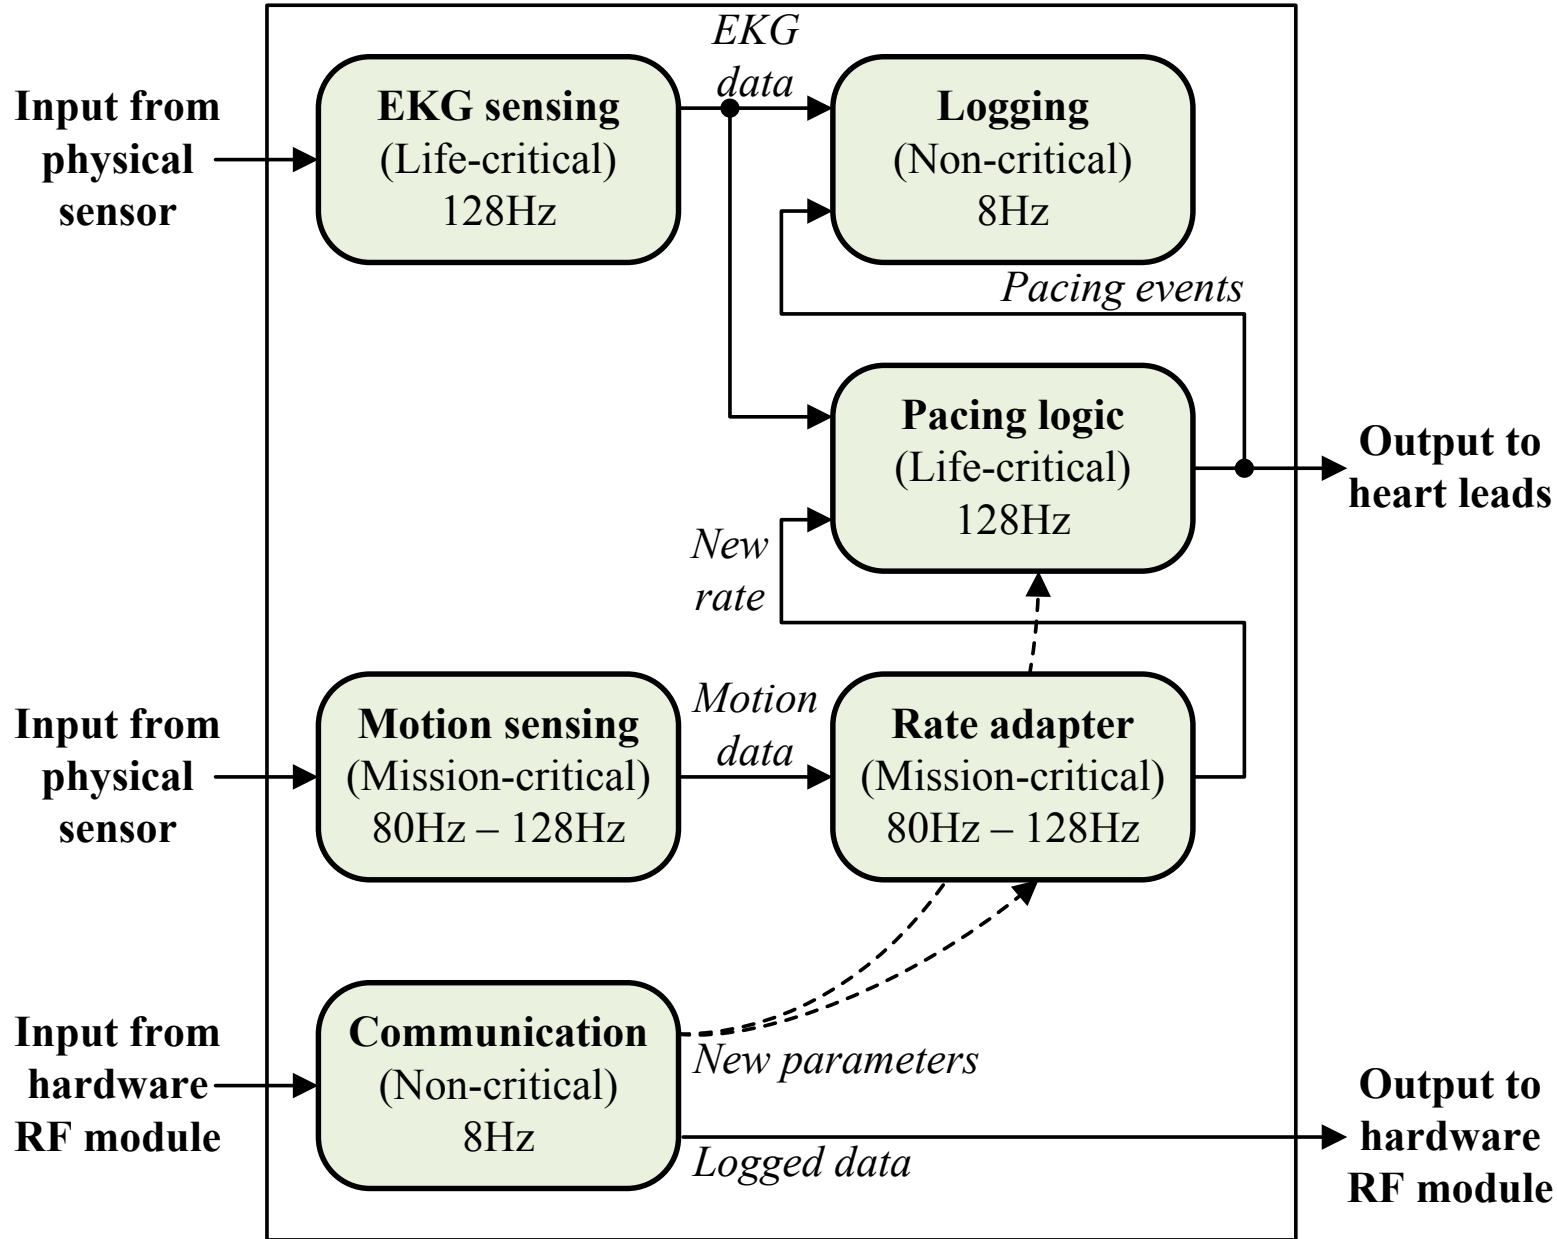 Input from
physical
sensor
EKG sensing
(Life-critical)
128Hz
EKG
data
Logging
(Non-critical)
8Hz
Pacing events
Pacing logic
(Life-critical)
128Hz
Output to
heart leads
New
rate
Input from
physical
sensor
Motion sensing
(Mission-critical)
80Hz – 128Hz
Motion
data
Rate adapter
(Mission-critical)
80Hz – 128Hz
Input from
hardware
RF module
Communication
(Non-critical)
8Hz
New parameters
Logged data
Output to
hardware
RF module